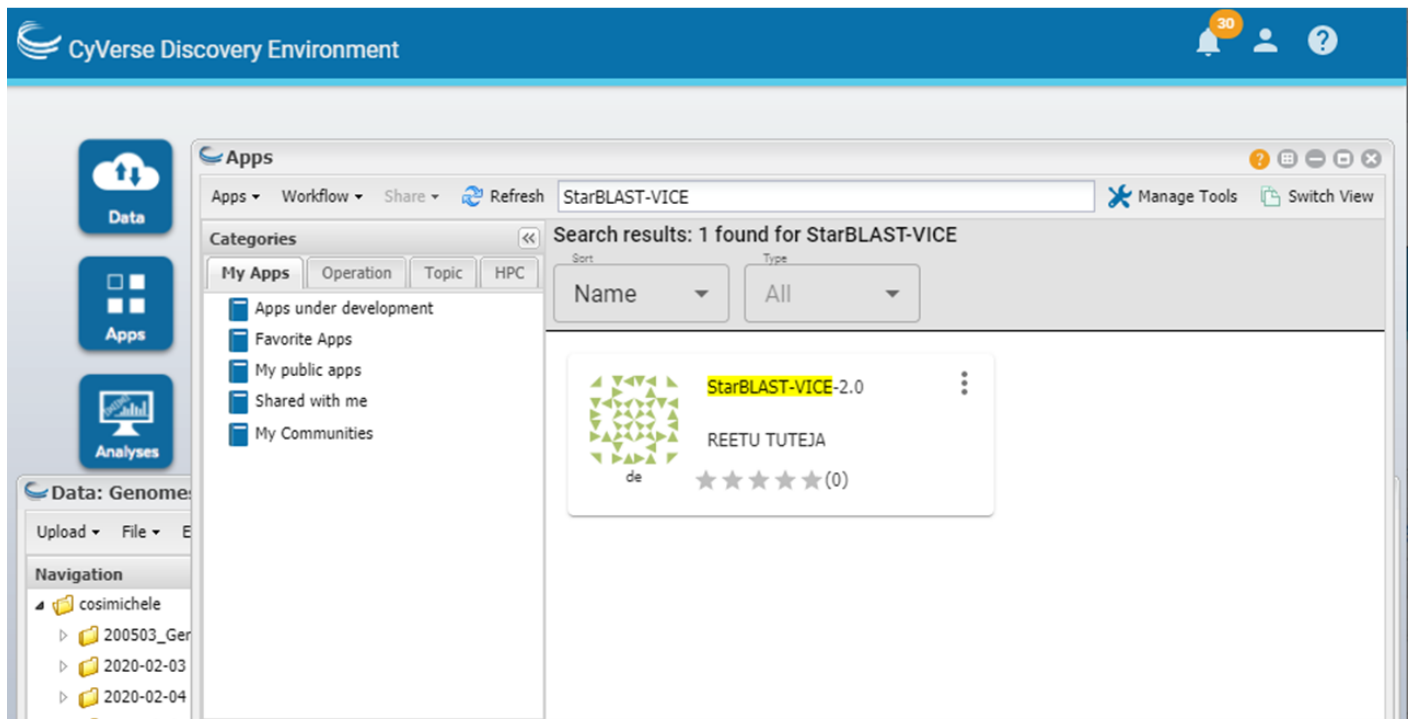 30
CyVerse Discovery Environment
Data
Apps
Analyses
Apps
Apps Workflow Share Refresh StarBLAST-VICE Manage Tools Switch View
Categories
My Apps Operation Topic HPC
Apps under development
Favorite Apps
My public apps
Shared with me
My Communities
Search results: 1 found for StarBLAST-VICE
Sort Type
Name All
StarBLAST-VICE-2.0
REETU TUTEJA
de
(0)
Data: Genome
Upload File E
Navigation
cosimichele
200503_Ger
2020-02-03
2020-02-04